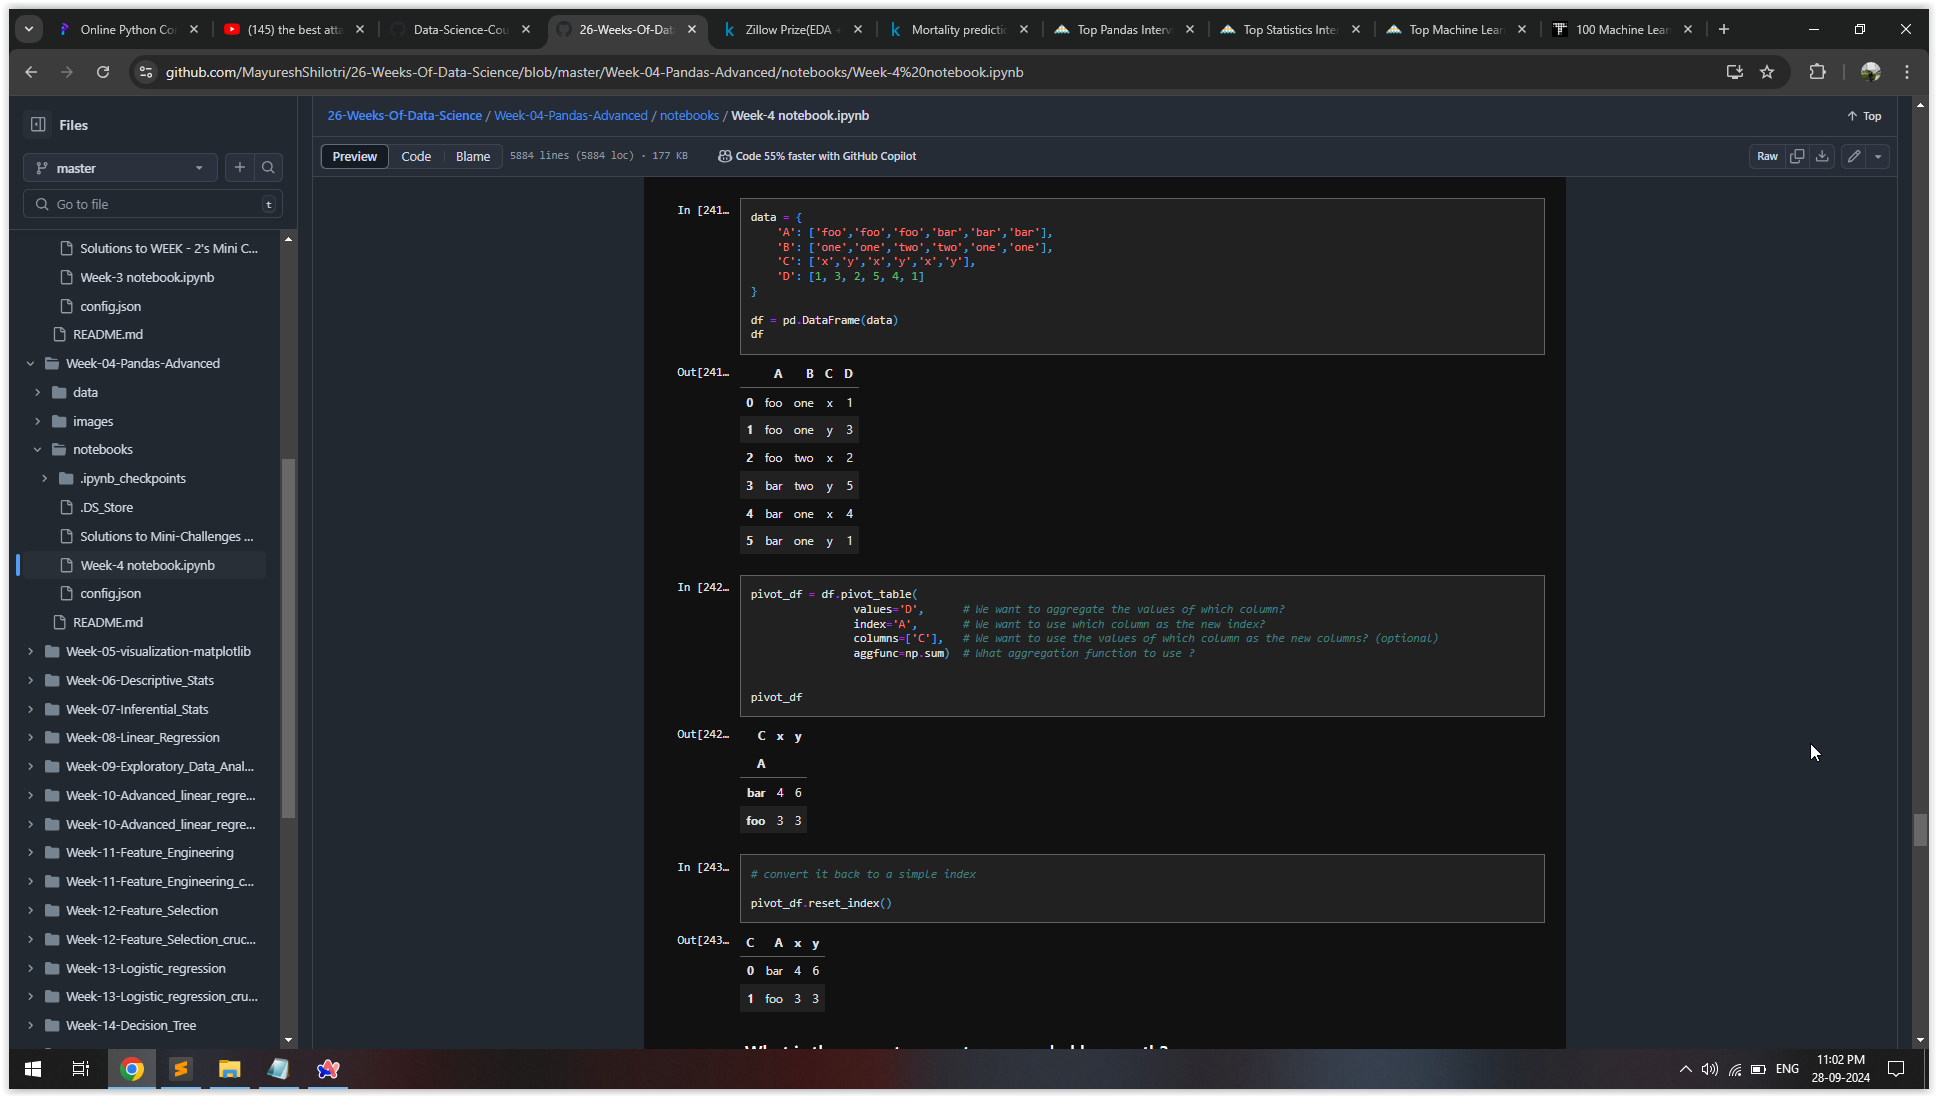 Online Python Co
(145) the best atta
Data-Science-Cou
26-Weeks-Of-Dat
Zillow Prize(EDA
Mortality predictic
Top Pandas Interv
Top Statistics Inte
Top Machine Lear
100 Machine Lear
github.com/MayureshShilotri/26-Weeks-Of-Data-Science/blob/master/Week-04-Pandas-Advanced/notebooks/Week-4%20notebook.ipynb
Files
26-Weeks-Of-Data-Science / Week-04-Pandas-Advanced / notebooks / Week-4 notebook.ipynb
Top
master
Preview Code Blame 5884 lines (5884 loc) · 177 KB Code 55% faster with GitHub Copilot Raw
Go to file t
Solutions to WEEK - 2's Mini C...
Week-3 notebook.ipynb
config.json
README.md
Week-04-Pandas-Advanced
data
images
notebooks
.ipynb_checkpoints
.DS_Store
Solutions to Mini-Challenges ...
Week-4 notebook.ipynb
config.json
README.md
Week-05-visualization-matplotlib
Week-06-Descriptive_Stats
Week-07-Inferential_Stats
Week-08-Linear_Regression
Week-09-Exploratory_Data_Anal...
Week-10-Advanced_linear_regre...
Week-10-Advanced_linear_regre...
Week-11-Feature_Engineering
Week-11-Feature_Engineering_c...
Week-12-Feature_Selection
Week-12-Feature_Selection_cruc...
Week-13-Logistic_regression
Week-13-Logistic_regression_cru...
Week-14-Decision_Tree
In [241…
data = {
'A': ['foo','foo','foo','bar','bar','bar'],
'B': ['one','one','two','two','one','one'],
'C': ['x','y','x','y','x','y'],
'D': [1, 3, 2, 5, 4, 1]
}
df = pd.DataFrame(data)
df
Out[241…
A B C D
0 foo one x 1
1 foo one y 3
2 foo two x 2
3 bar two y 5
4 bar one x 4
5 bar one y 1
In [242…
pivot_df = df.pivot_table(
values='D', # We want to aggregate the values of which column?
index='A', # We want to use which column as the new index?
columns=['C'], # We want to use the values of which column as the new columns? (optional)
aggfunc=np.sum) # What aggregation function to use ?
pivot_df
Out[242…
C x y
A
bar 4 6
foo 3 3
In [243…
# convert it back to a simple index
pivot_df.reset_index()
Out[243…
C A x y
0 bar 4 6
1 foo 3 3
ENG
11:02 PM
28-09-2024